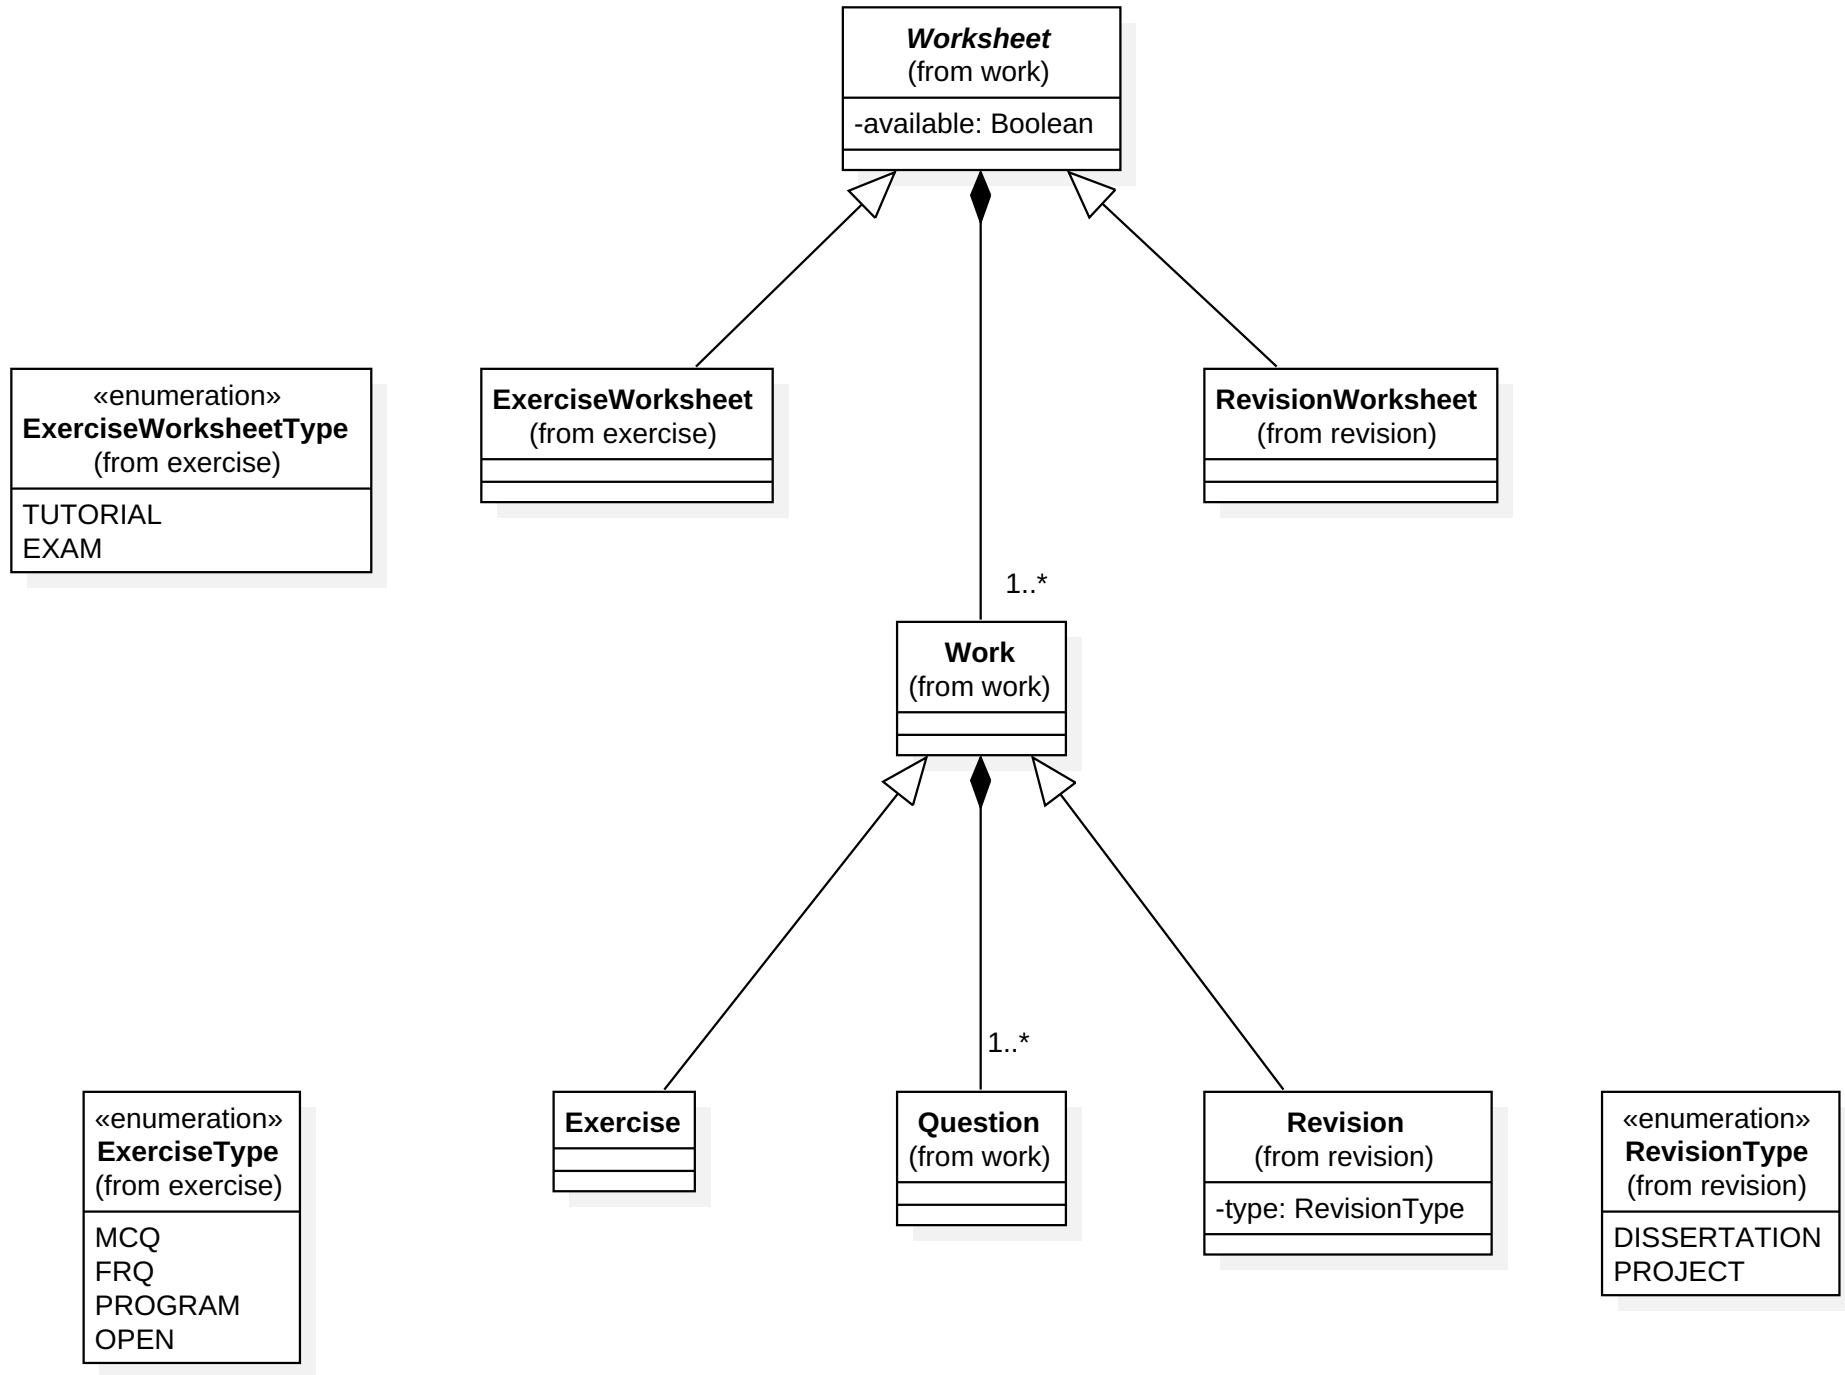 Worksheet
(from work)
-available: Boolean
«enumeration»
ExerciseWorksheetType
(from exercise)
TUTORIAL
EXAM
ExerciseWorksheet
(from exercise)
RevisionWorksheet
(from revision)
1..*
Work
(from work)
1..*
«enumeration»
ExerciseType
(from exercise)
MCQ
FRQ
PROGRAM
OPEN
Exercise
Question
(from work)
Revision
(from revision)
-type: RevisionType
«enumeration»
RevisionType
(from revision)
DISSERTATION
PROJECT